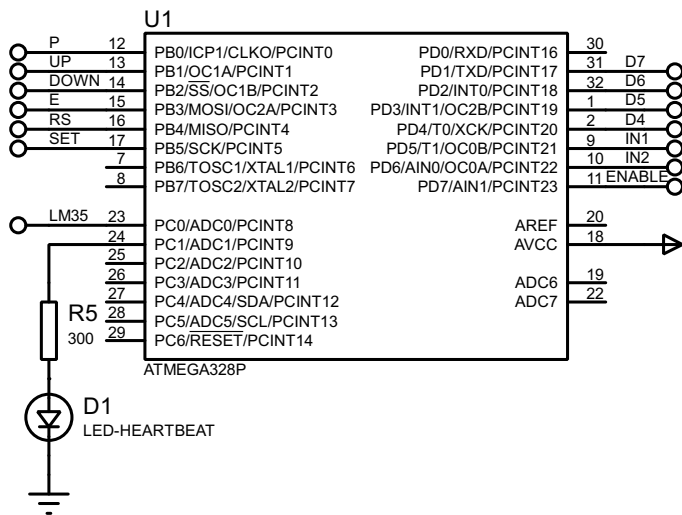 U1
P 12 PB0/ICP1/CLKO/PCINT0 PD0/RXD/PCINT16 30
UP 13 PB1/OC1A/PCINT1 PD1/TXD/PCINT17 31 D7
DOWN 14 PB2/SS/OC1B/PCINT2 PD2/INT0/PCINT18 32 D6
E 15 PB3/MOSI/OC2A/PCINT3 PD3/INT1/OC2B/PCINT19 1 D5
RS 16 PB4/MISO/PCINT4 PD4/T0/XCK/PCINT20 2 D4
SET 17 PB5/SCK/PCINT5 PD5/T1/OC0B/PCINT21 9 IN1
7 PB6/TOSC1/XTAL1/PCINT6 PD6/AIN0/OC0A/PCINT22 10 IN2
8 PB7/TOSC2/XTAL2/PCINT7 PD7/AIN1/PCINT23 11 ENABLE
LM35 23 PC0/ADC0/PCINT8 AREF 20
24 PC1/ADC1/PCINT9 AVCC 18
25 PC2/ADC2/PCINT10
26 PC3/ADC3/PCINT11 ADC6 19
27 PC4/ADC4/SDA/PCINT12 ADC7 22
28 PC5/ADC5/SCL/PCINT13
29 PC6/RESET/PCINT14
R5
300
ATMEGA328P
D1
LED-HEARTBEAT